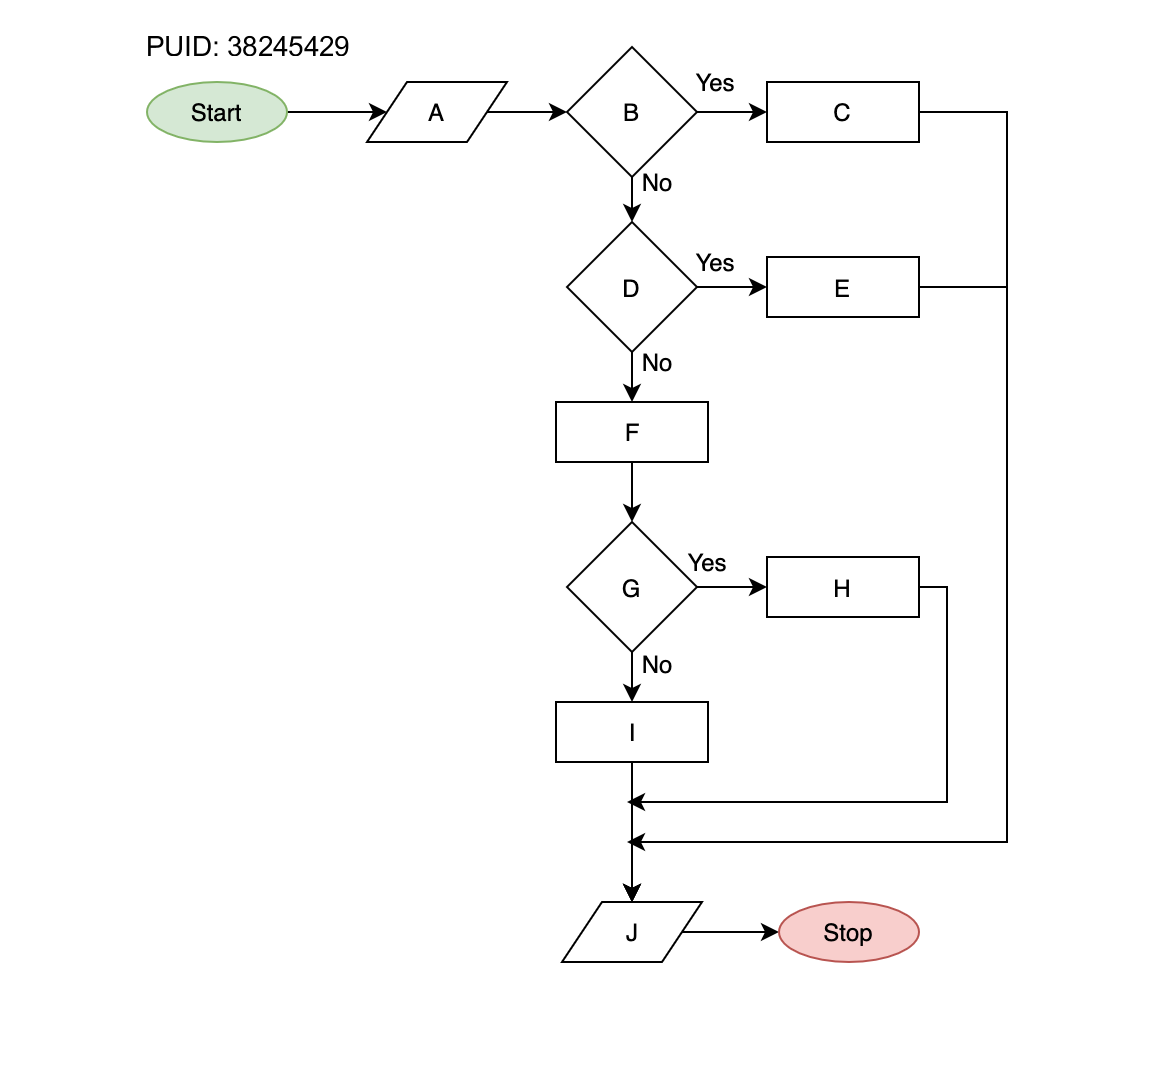 PUID: 38245429
Start
A
B
Yes
C
No
D
Yes
E
No
F
G
Yes
H
No
I
J
Stop